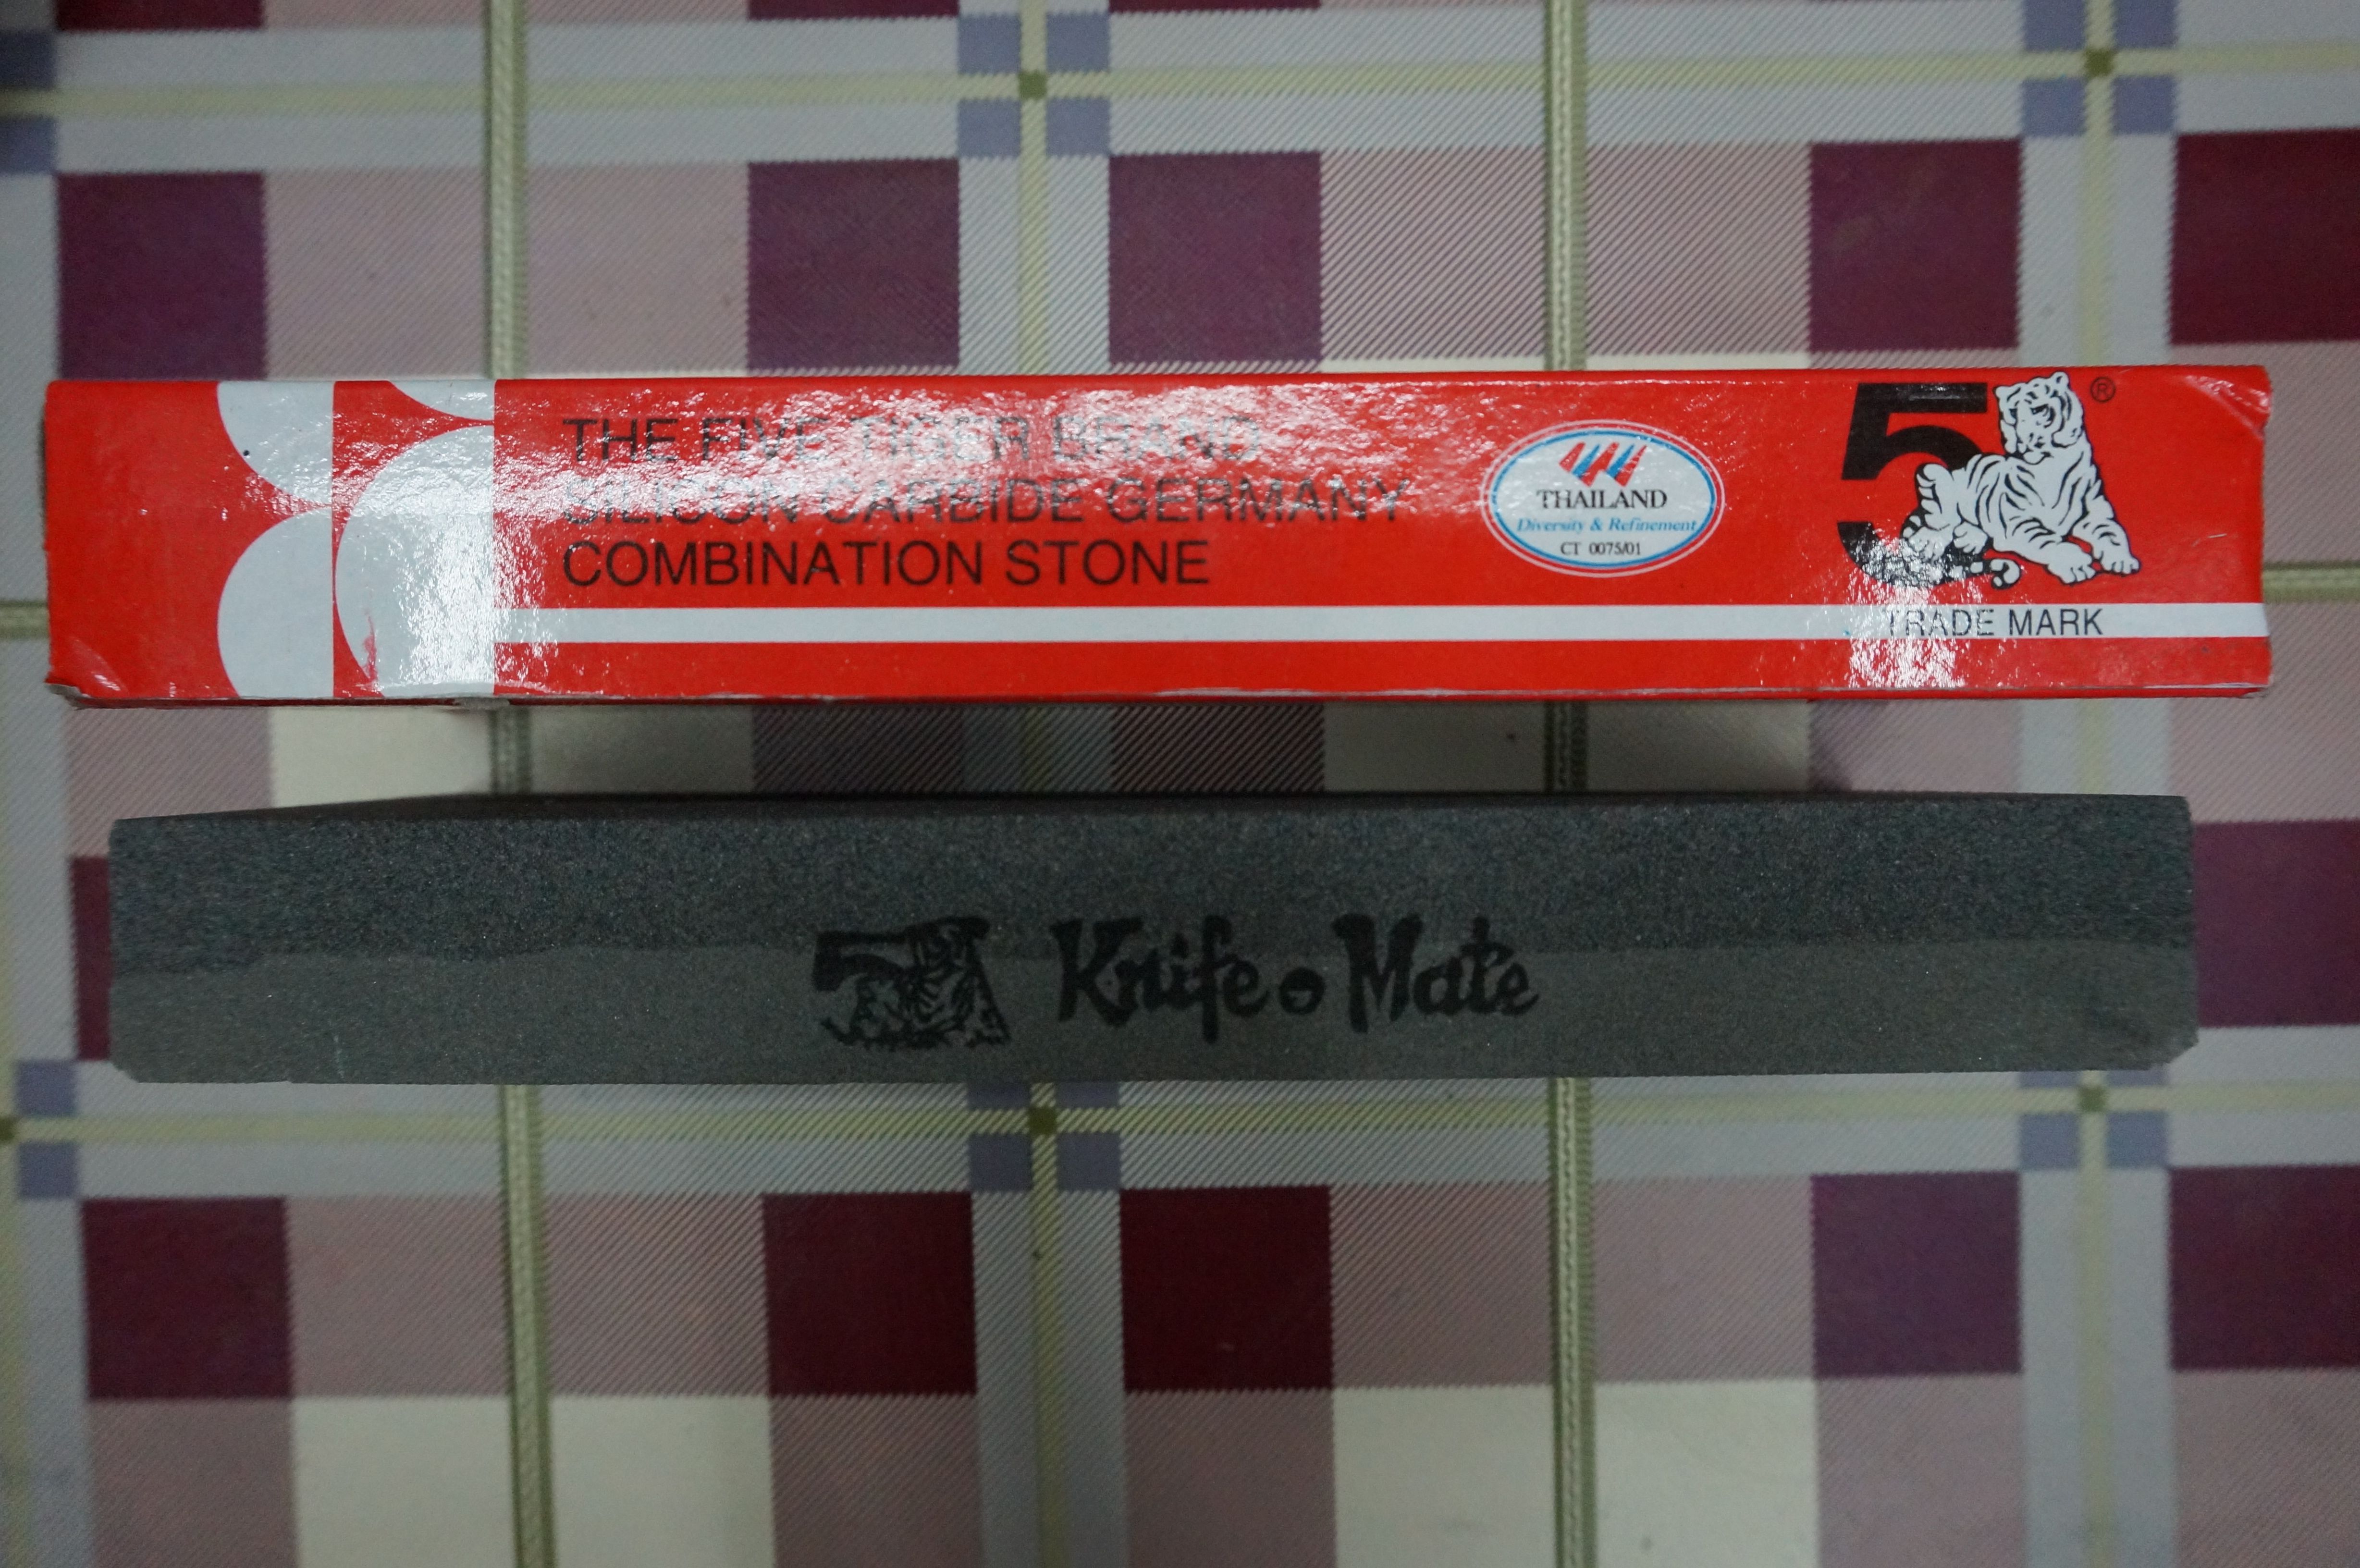 THE FIVE TIGER BRAND
SILICON CARBIDE GERMANY
COMBINATION STONE
THAILAND
Diversity & Refinement
CT 0075/01
5
®
TRADE MARK
5 Knife o Mate